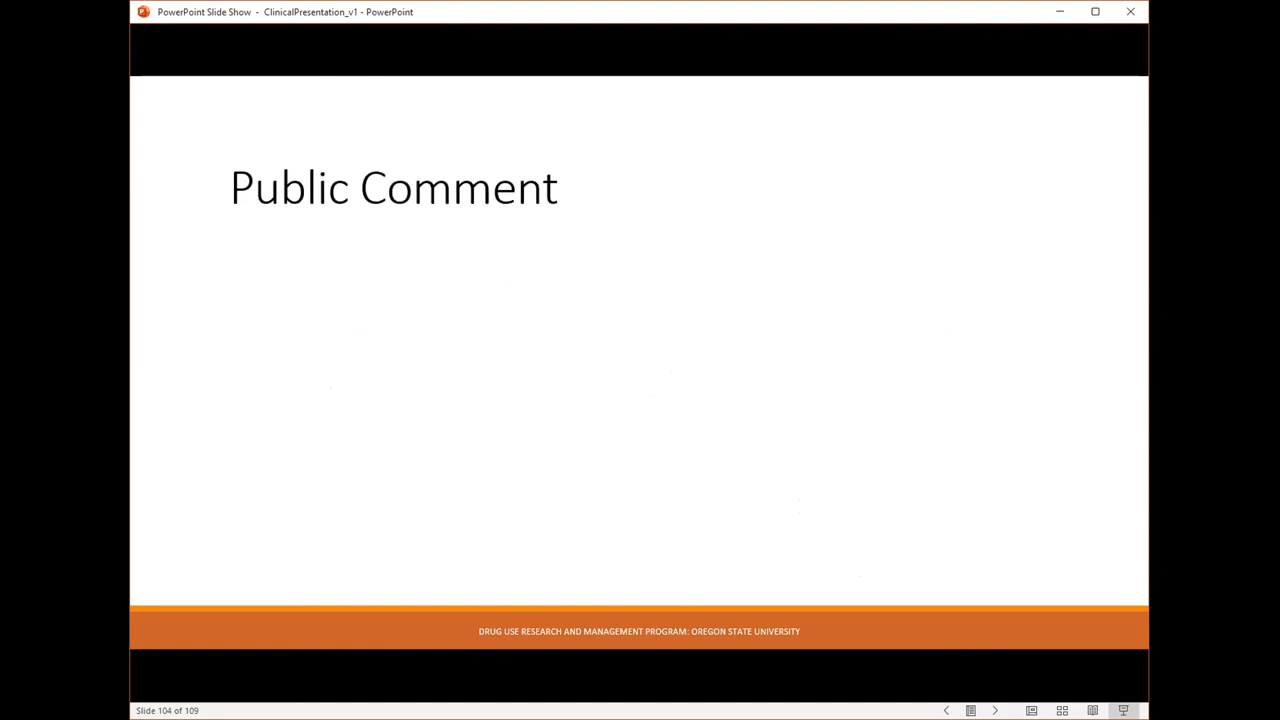 PowerPoint Slide Show - ClinicalPresentation_v1 - PowerPoint
Public Comment
DRUG USE RESEARCH AND MANAGEMENT PROGRAM: OREGON STATE UNIVERSITY
Slide 104 of 109